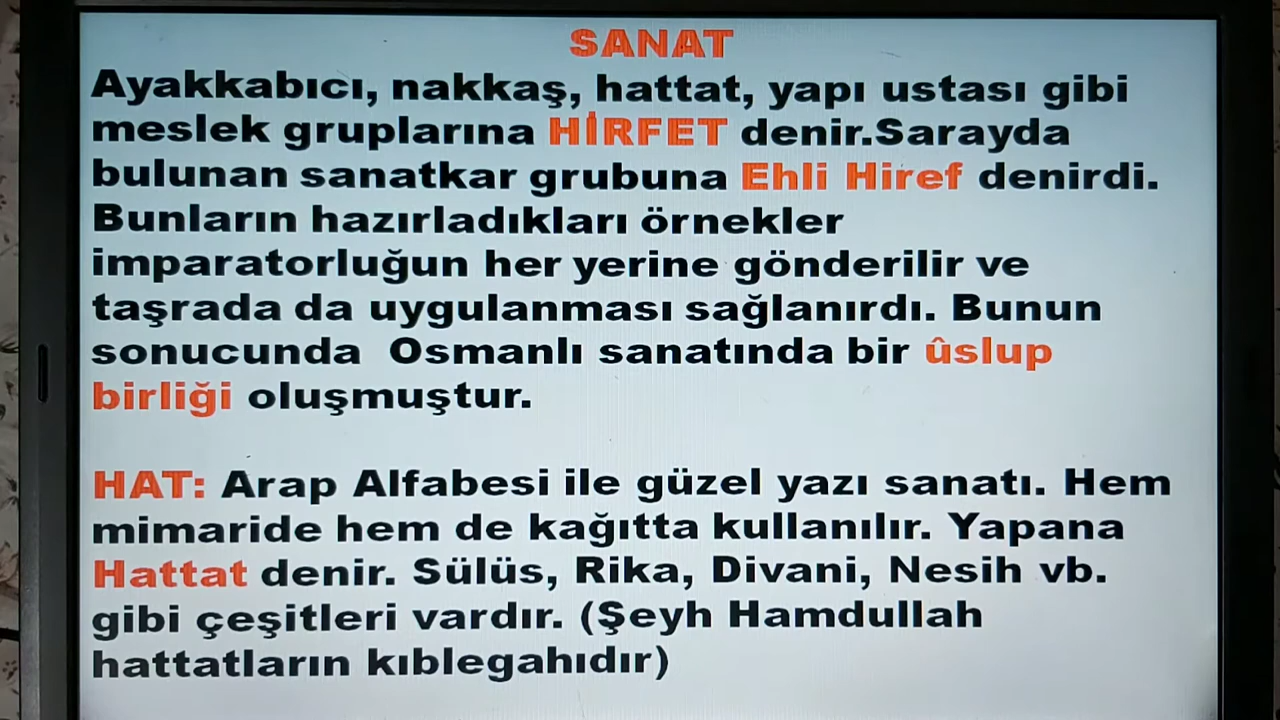 SANAT
Ayakkabıcı, nakkaş, hattat, yapı ustası gibi
meslek gruplarına HİRFET denir.Sarayda
bulunan sanatkar grubuna Ehli Hiref denirdi.
Bunların hazırladıkları örnekler
imparatorluğun her yerine gönderilir ve
taşrada da uygulanması sağlanırdı. Bunun
sonucunda Osmanlı sanatında bir ûslup
birliği oluşmuştur.
HAT: Arap Alfabesi ile güzel yazı sanatı. Hem
mimaride hem de kağıtta kullanılır. Yapana
Hattat denir. Sülüs, Rika, Divani, Nesih vb.
gibi çeşitleri vardır. (Şeyh Hamdullah
hattatların kıblegahıdır)